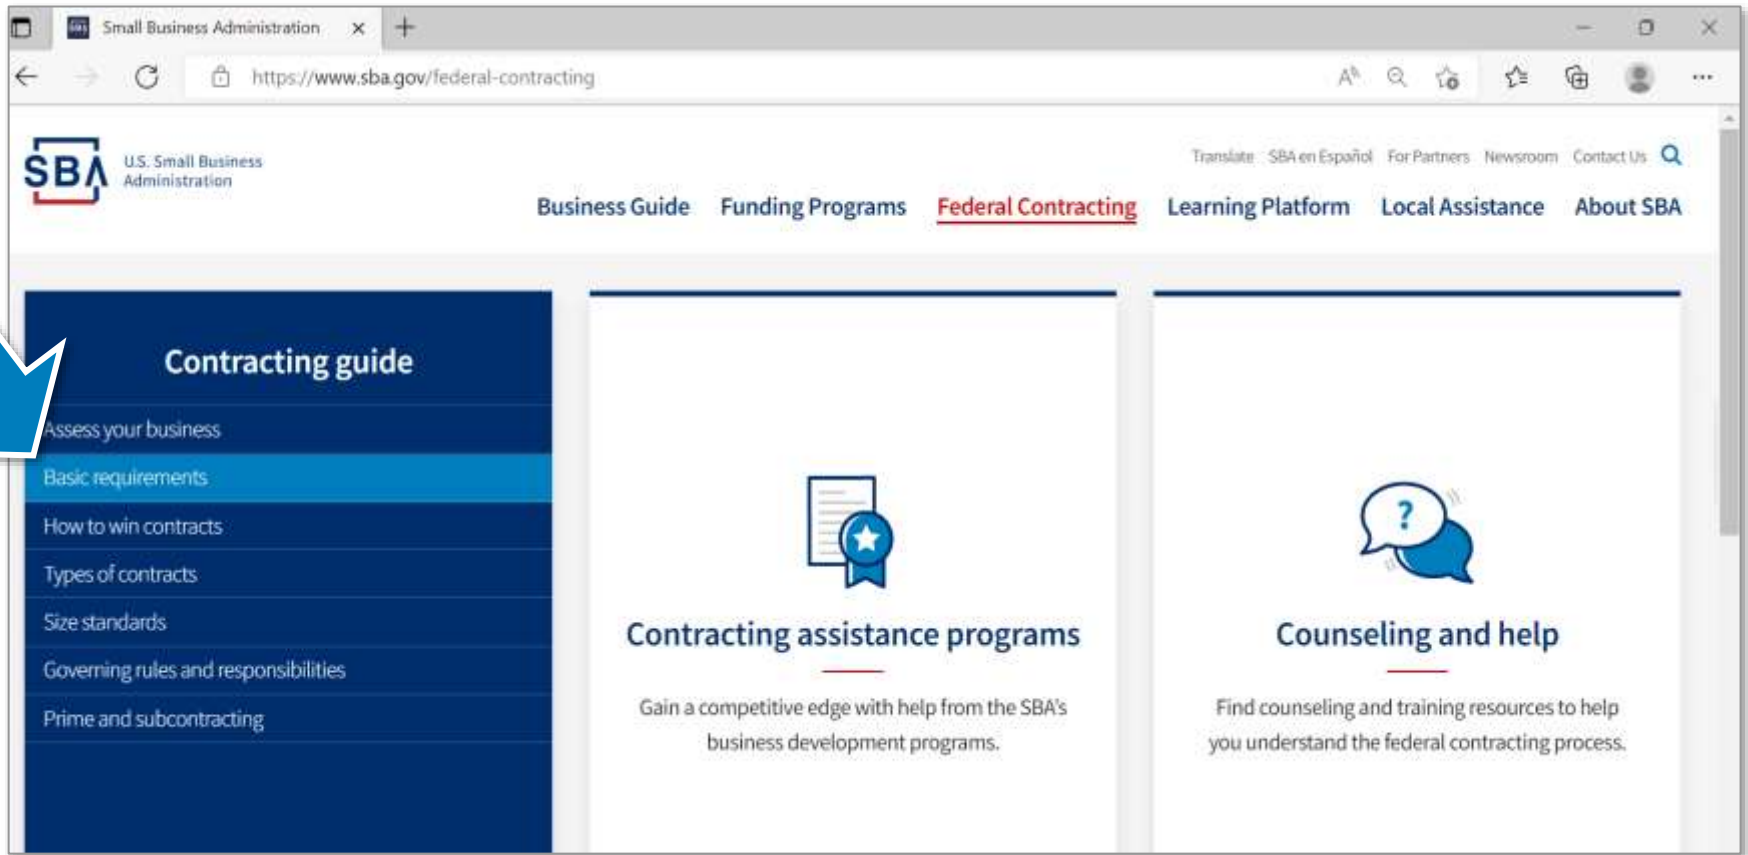 Small Business Administration
https://www.sba.gov/federal-contracting
SBA
U.S. Small Business
Administration
Translate SBA en Español For Partners Newsroom Contact Us
Business Guide Funding Programs Federal Contracting Learning Platform Local Assistance About SBA
Contracting guide
Assess your business
Basic requirements
How to win contracts
Types of contracts
Size standards
Governing rules and responsibilities
Prime and subcontracting
Contracting assistance programs
Gain a competitive edge with help from the SBA's
business development programs.
?
Counseling and help
Find counseling and training resources to help
you understand the federal contracting process.